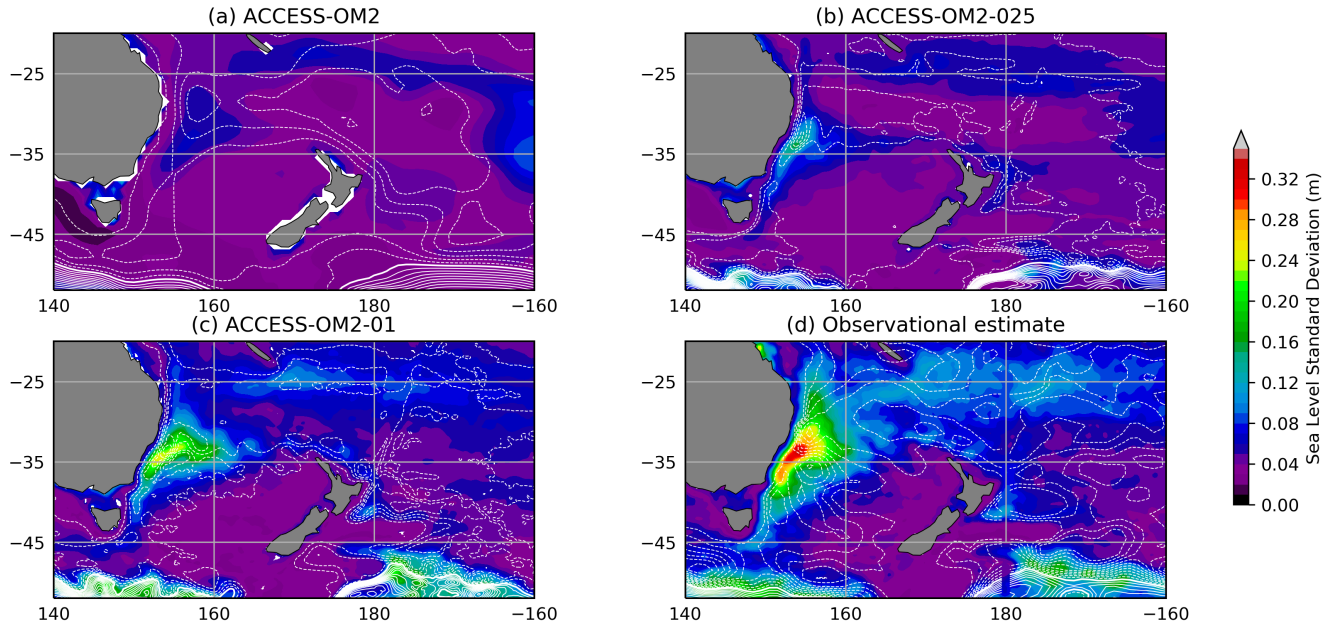 (a) ACCESS-OM2
−25
−35
−45
140 160 180 −160
(b) ACCESS-OM2-025
−25
−35
−45
140 160 180 −160
(c) ACCESS-OM2-01
−25
−35
−45
140 160 180 −160
(d) Observational estimate
−25
−35
−45
140 160 180 −160
0.32
0.28
0.24
0.20
0.16
0.12
0.08
0.04
0.00
Sea Level Standard Deviation (m)